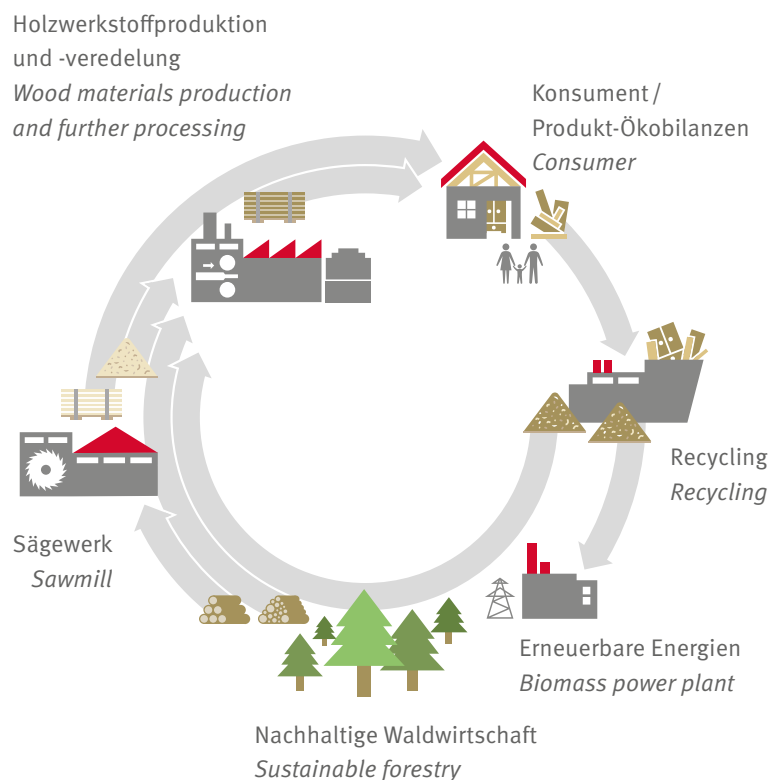 Holzwerkstoffproduktion
und -veredelung
Wood materials production
and further processing
Konsument /
Produkt-Ökobilanzen
Consumer
Recycling
Recycling
Sägewerk
Sawmill
Erneuerbare Energien
Biomass power plant
Nachhaltige Waldwirtschaft
Sustainable forestry